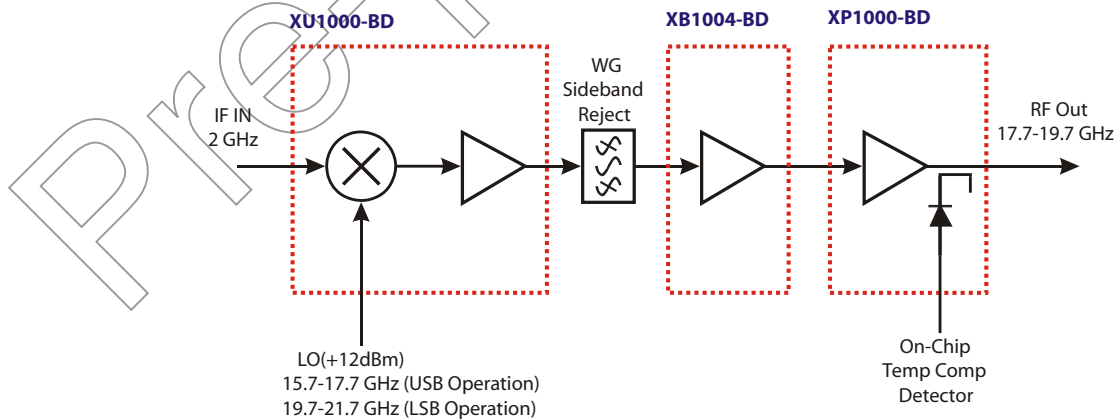 XU1000-BD
XB1004-BD
XP1000-BD
IF IN
2 GHz
WG
Sideband
Reject
RF Out
17.7-19.7 GHz
LO(+12dBm)
15.7-17.7 GHz (USB Operation)
19.7-21.7 GHz (LSB Operation)
On-Chip
Temp Comp
Detector